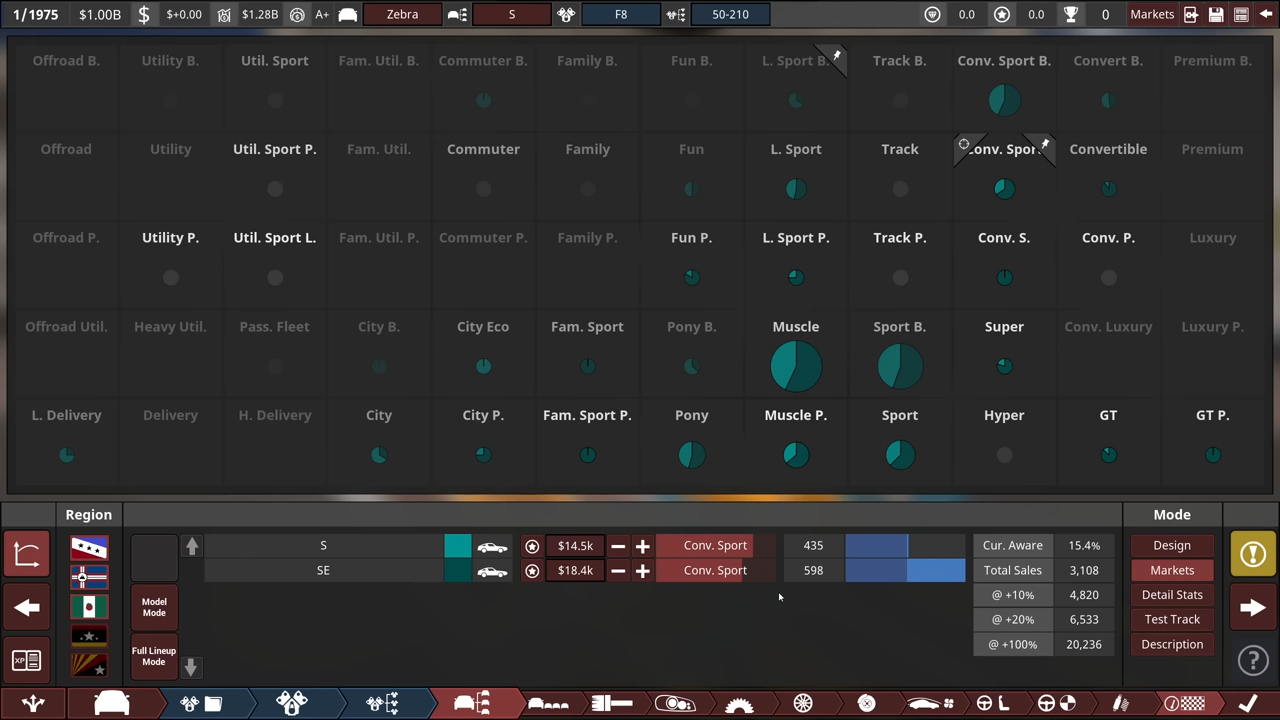 1/1975 $1.00B $+0.00 $1.28B A+ Zebra S F8 50-210 0.0 0.0 0 Markets
Offroad B. Utility B. Util. Sport Fam. Util. B. Commuter B. Family B. Fun B. L. Sport B. Track B. Conv. Sport B. Convert B. Premium B.
Offroad Utility Util. Sport P. Fam. Util. Commuter Family Fun L. Sport Track Conv. Sport Convertible Premium
Offroad P. Utility P. Util. Sport L. Fam. Util. P. Commuter P. Family P. Fun P. L. Sport P. Track P. Conv. S. Conv. P. Luxury
Offroad Util. Heavy Util. Pass. Fleet City B. City Eco Fam. Sport Pony B. Muscle Sport B. Super Conv. Luxury Luxury P.
L. Delivery Delivery H. Delivery City City P. Fam. Sport P. Pony Muscle P. Sport Hyper GT GT P.
Region Mode
S $14.5k Conv. Sport 435 Cur. Aware 15.4% Design
SE $18.4k Conv. Sport 598 Total Sales 3,108 Markets
@ +10% 4,820 Detail Stats
Model
Mode
@ +20% 6,533 Test Track
Full Lineup
Mode
@ +100% 20,236 Description
XP